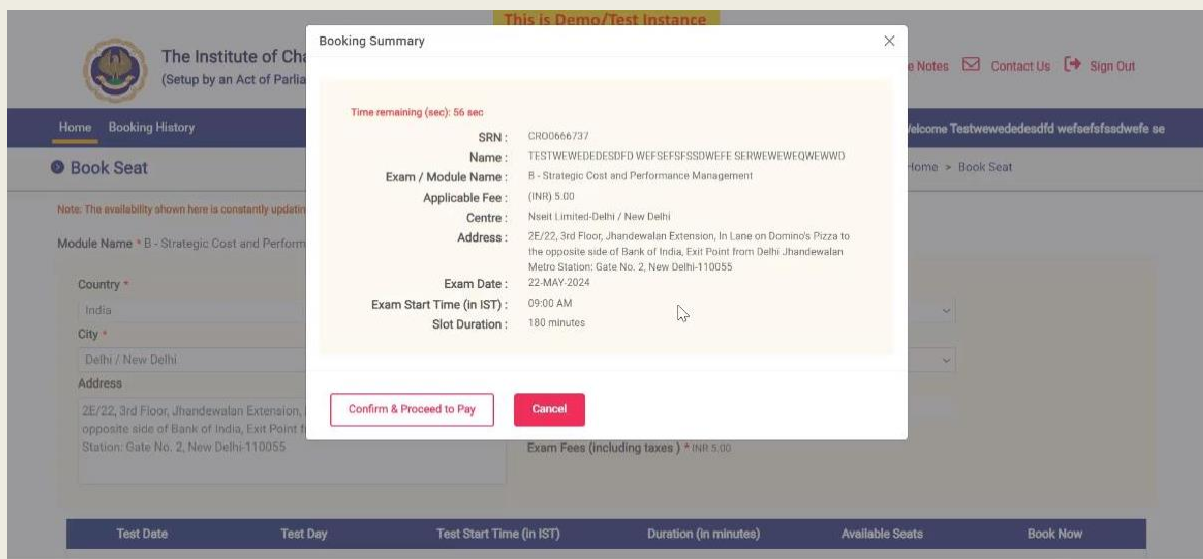 This is Demo/Test Instance
The Institute of Cha
(Setup by an Act of Parlia
e Notes
Contact Us
Sign Out
Home
Booking History
elcome Testwewededesdfd wefsefsfssdwefe se
Book Seat
Home > Book Seat
Note: The availability shown here is constantly updatin
Module Name * B - Strategic Cost and Perform
Booking Summary
Time remaining (sec): 56 sec
SRN : CRO0666737
Name : TESTWEWEDEDESDFD WEFSEFSFSSDWEFE SERWEWEWEQWEWWD
Exam / Module Name : B - Strategic Cost and Performance Management
Applicable Fee : (INR) 5.00
Centre : Nseit Limited-Delhi / New Delhi
Address : 2E/22, 3rd Floor, Jhandewalan Extension, In Lane on Domino's Pizza to
the opposite side of Bank of India, Exit Point from Delhi Jhandewalan
Metro Station: Gate No. 2, New Delhi-110055
Exam Date : 22-MAY-2024
Exam Start Time (in IST) : 09:00 AM
Slot Duration : 180 minutes
Confirm & Proceed to Pay
Cancel
Country *
India
City *
Delhi / New Delhi
Address
2E/22, 3rd Floor, Jhandewalan Extension,
opposite side of Bank of India, Exit Point f
Station: Gate No. 2, New Delhi-110055
Exam Fees (including taxes ) * INR 5.00
Test Date
Test Day
Test Start Time (in IST)
Duration (in minutes)
Available Seats
Book Now